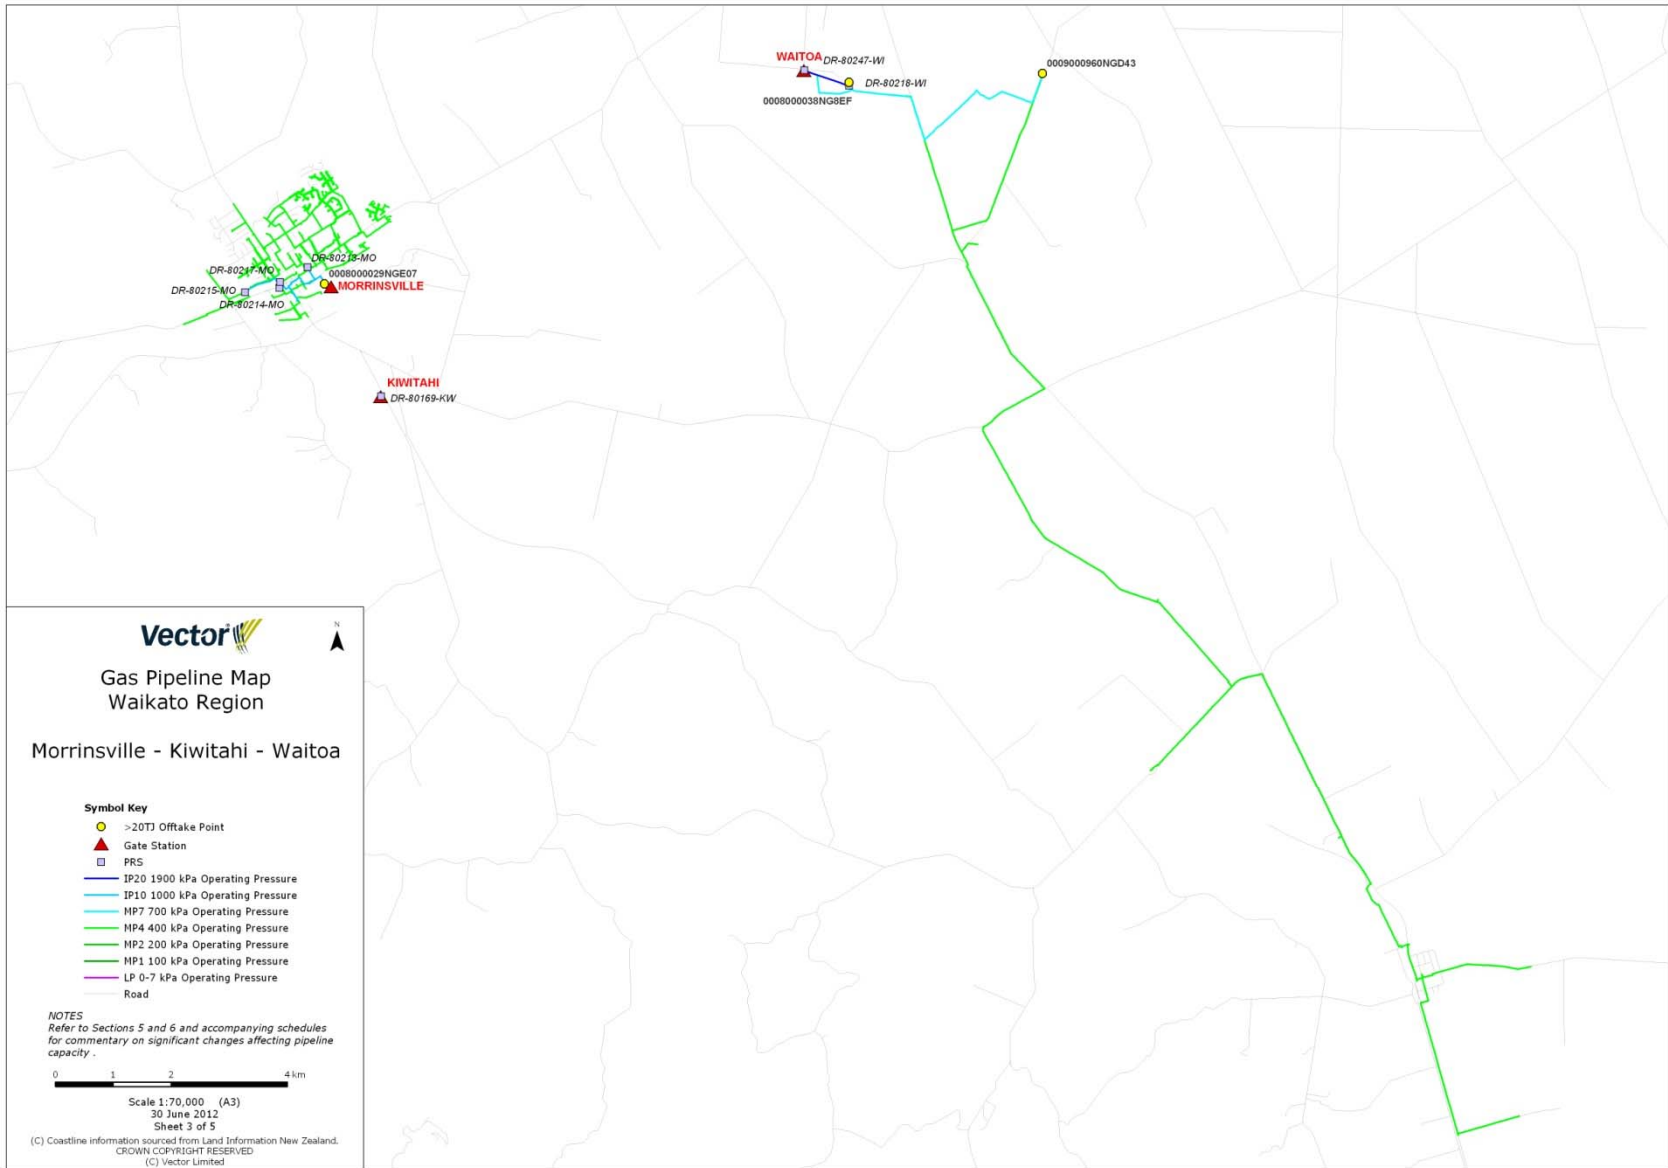 WAITOA
DR-80247-WI
DR-80218-WI
0008000038NG8EF
0009000960NGD43
DR-80213-MO
DR-80217-MO
0008000029NGE07
MORRINSVILLE
DR-80215-MO
DR-80214-MO
KIWITAHI
DR-80169-KW
Vector
N
Gas Pipeline Map
Waikato Region
Morrinsville - Kiwitahi - Waitoa
Symbol Key
>20TJ Offtake Point
Gate Station
PRS
IP20 1900 kPa Operating Pressure
IP10 1000 kPa Operating Pressure
MP7 700 kPa Operating Pressure
MP4 400 kPa Operating Pressure
MP2 200 kPa Operating Pressure
MP1 100 kPa Operating Pressure
LP 0-7 kPa Operating Pressure
Road
NOTES
Refer to Sections 5 and 6 and accompanying schedules
for commentary on significant changes affecting pipeline
capacity .
0 1 2 4 km
Scale 1:70,000 (A3)
30 June 2012
Sheet 3 of 5
(C) Coastline information sourced from Land Information New Zealand.
CROWN COPYRIGHT RESERVED
(C) Vector Limited